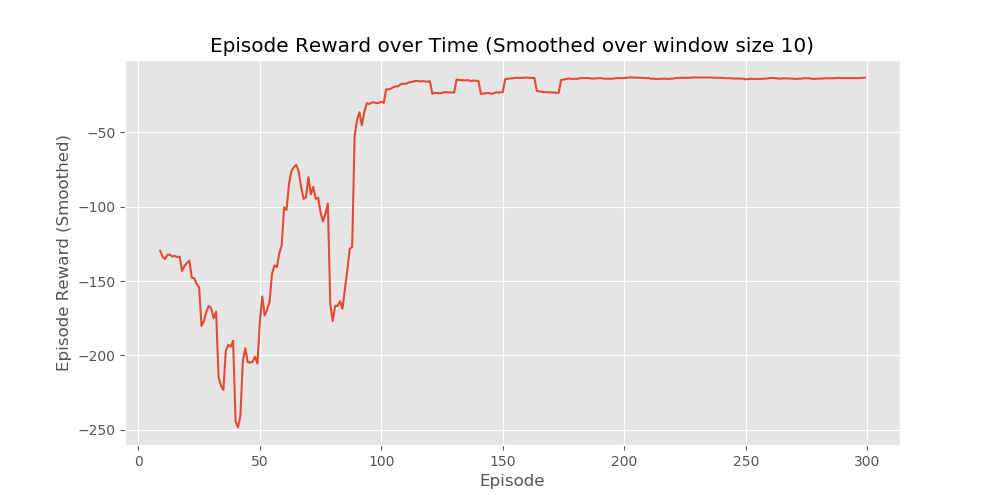 Episode Reward over Time (Smoothed over window size 10)
Episode Reward (Smoothed)
−50
−100
−150
−200
−250
0 50 100 150 200 250 300
Episode